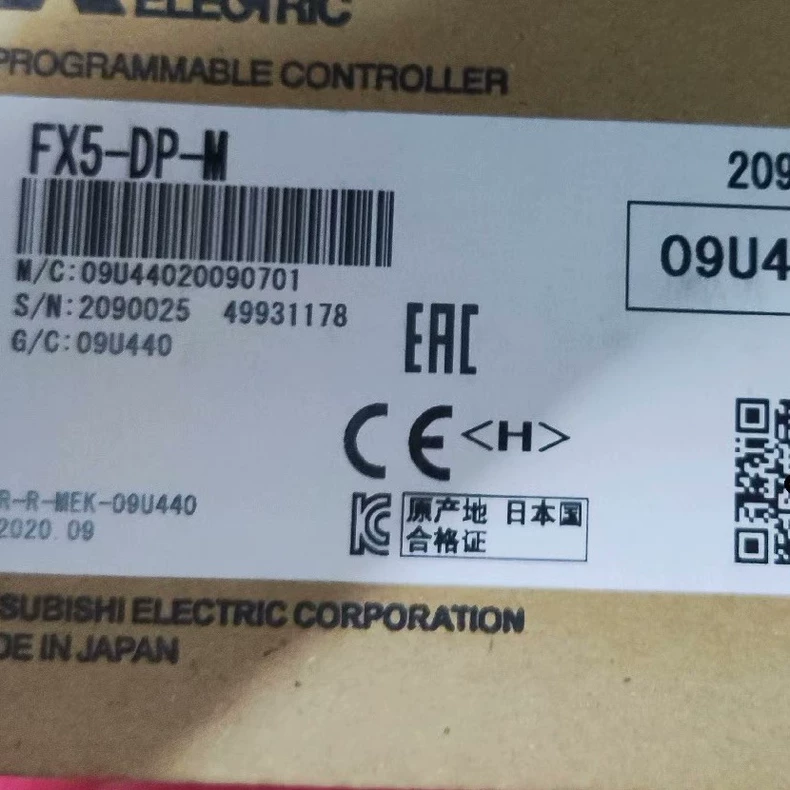 ELECTRIC
PROGRAMMABLE CONTROLLER
FX5-DP-M
209
M/C:09U44020090701
09U4
S/N:2090025 49931178
G/C:09U440
EAC
CE <H>
R-R-MEK-09U440
2020.09
KC
原产地 日本国
合格证
SUBISHI ELECTRIC CORPORATION
DE IN JAPAN